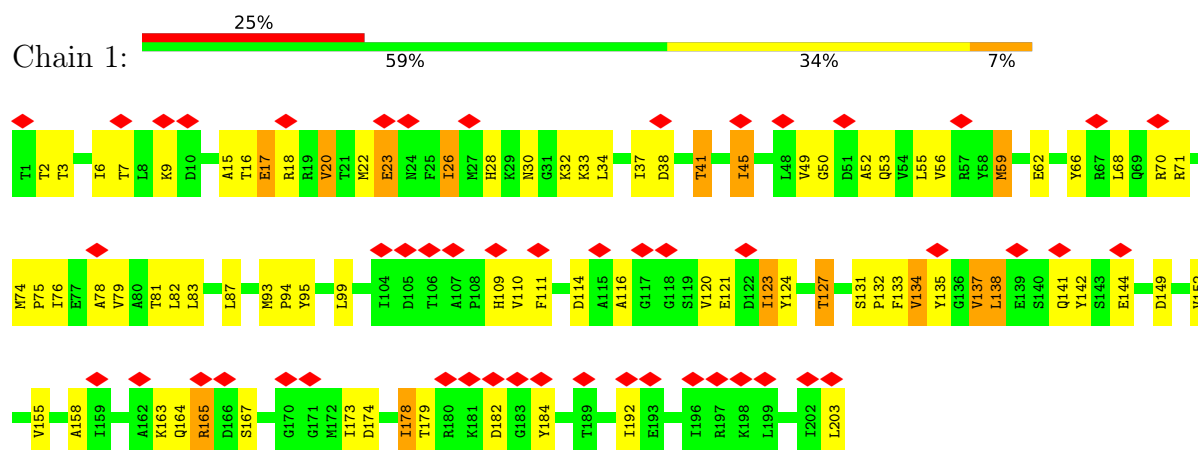 25%
Chain 1:
59% 34% 7%
T1 T2 T3 I6 T7 L8 K9 D10 A15 T16 E17 R18 R19 V20 T21 M22 E23 N24 F25 I26 M27 H28 K29 N30 G31 K32 K33 L34 I37 D38 T41 I45 L48 V49 G50 D51 A52 Q53 V54 L55 V56 R57 Y58 M59 E62 Y66 R67 L68 Q69 R70 R71
M74 P75 I76 E77 A78 V79 A80 T81 L82 L83 L87 M93 P94 Y95 L99 I104 D105 T106 A107 P108 H109 V110 F111 D114 A115 A116 G117 G118 S119 V120 E121 D122 I123 Y124 T127 S131 P132 F133 V134 Y135 G136 V137 L138 E139 S140 Q141 Y142 S143 E144 D149
V155 A158 I159 A162 K163 Q164 R165 D166 S167 G170 G171 M172 I173 D174 I178 T179 R180 K181 D182 G183 Y184 T189 I192 E193 I196 R197 K198 L199 I202 L203